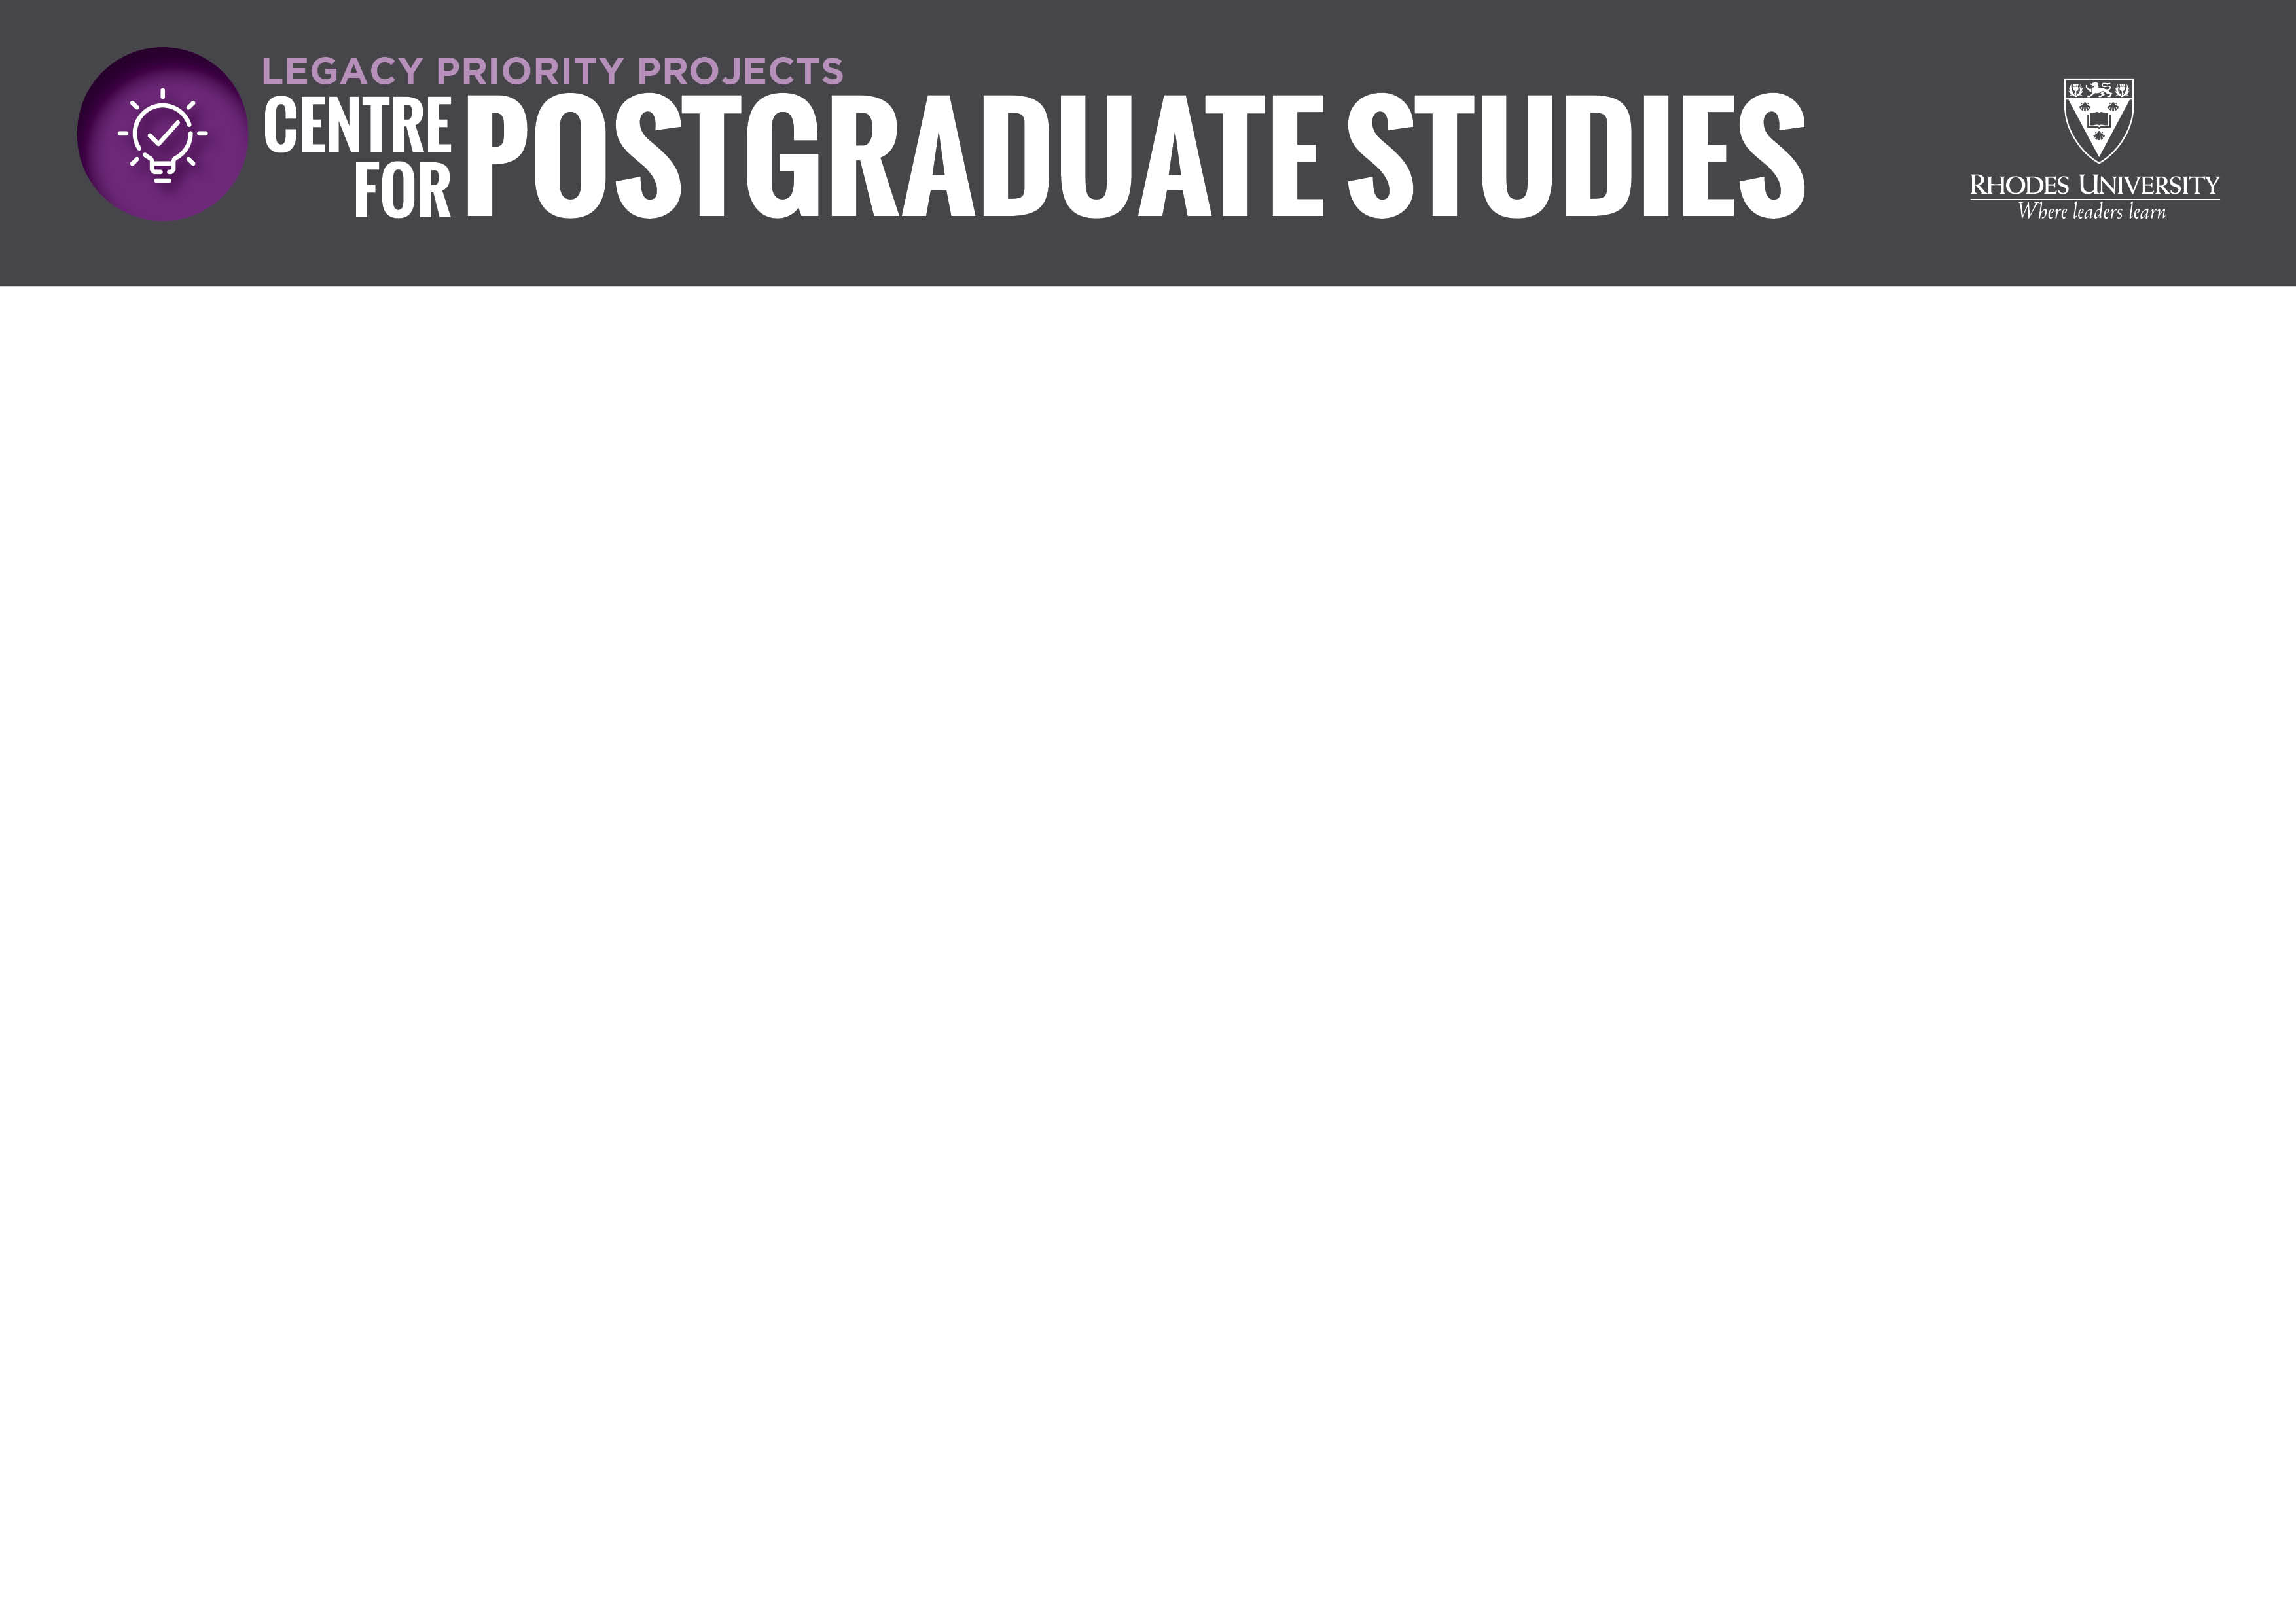 LEGACY PRIORITY PROJECTS
CENTRE FOR POSTGRADUATE STUDIES
RHODES UNIVERSITY
Where leaders learn